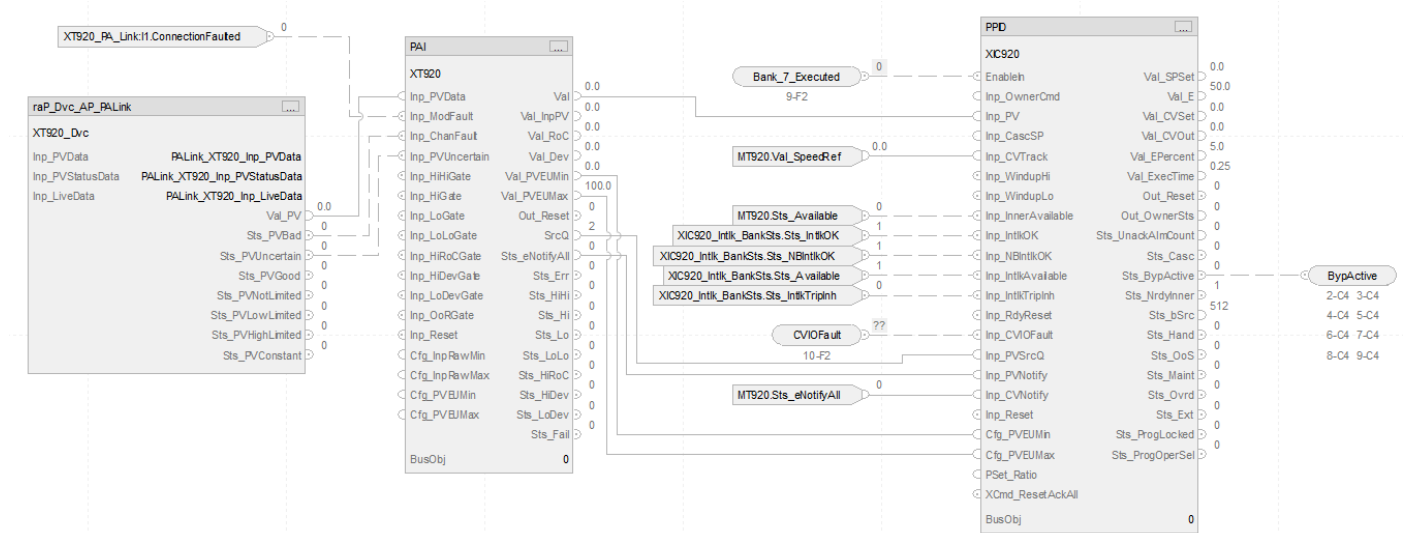 XT920_PA_Link:I1.ConnectionFaulted 0
raP_Dvc_AP_PALink ...
XT920_Dvc
Inp_PVData PALink_XT920_Inp_PVData
Inp_PVStatusData PALink_XT920_Inp_PVStatusData
Inp_LiveData PALink_XT920_Inp_LiveData
Val_PV 0.0
Sts_PVBad 0
Sts_PVUncertain 0
Sts_PVGood 0
Sts_PVNotLimited 0
Sts_PVLowLimited 0
Sts_PVHighLimited 0
Sts_PVConstant 0
PAI ...
XT920
Inp_PVData Val 0.0
Inp_ModFault Val_InpPV 0.0
Inp_ChanFault Val_RoC 0.0
Inp_PVUncertain Val_Dev 0.0
Inp_HiHiGate Val_PVEUMin 0.0
Inp_HiGate Val_PVEUMax 100.0
Inp_LoGate Out_Reset 0
Inp_LoLoGate SrcQ 2
Inp_HiRoCGate Sts_eNotifyAll 0
Inp_HiDevGate Sts_Err 0
Inp_LoDevGate Sts_HiHi 0
Inp_OoRGate Sts_Hi 0
Inp_Reset Sts_Lo 0
Cfg_InpRawMin Sts_LoLo 0
Cfg_InpRawMax Sts_HiRoC 0
Cfg_PVEUMin Sts_HiDev 0
Cfg_PVEUMax Sts_LoDev 0
Sts_Fail 0
BusObj 0
Bank_7_Executed 0
9-F2
MT920.Val_SpeedRef 0.0
MT920.Sts_Available 0
XIC920_Intlk_BankSts.Sts_IntlkOK 1
XIC920_Intlk_BankSts.Sts_NBIntlkOK 1
XIC920_Intlk_BankSts.Sts_Available 1
XIC920_Intlk_BankSts.Sts_IntlkTripInh 0
CVIOFault ??
10-F2
MT920.Sts_eNotifyAll 0
PPID ...
XIC920
EnableIn Val_SPSet 0.0
Inp_OwnerCmd Val_E 50.0
Inp_PV Val_CVSet 0.0
Inp_CascSP Val_CVOut 0.0
Inp_CVTrack Val_EPercent 5.0
Inp_WindupHi Val_ExecTime 0.25
Inp_WindupLo Out_Reset 0
Inp_InnerAvailable Out_OwnerSts 0
Inp_IntlkOK Sts_UnackAlmCount 0
Inp_NBIntlkOK Sts_Casc 0
Inp_IntlkAvailable Sts_BypActive 0
Inp_IntlkTripInh Sts_NrdyInner 1
Inp_RdyReset Sts_bSrc 512
Inp_CVIOFault Sts_Hand 0
Inp_PVSrcQ Sts_OoS 0
Inp_PVNotify Sts_Maint 0
Inp_CVNotify Sts_Ovrd 0
Inp_Reset Sts_Ext 0
Cfg_PVEUMin Sts_ProgLocked 0
Cfg_PVEUMax Sts_ProgOperSel 0
PSet_Ratio
XCmd_ResetAckAll
BusObj 0
BypActive
2-C4 3-C4
4-C4 5-C4
6-C4 7-C4
8-C4 9-C4